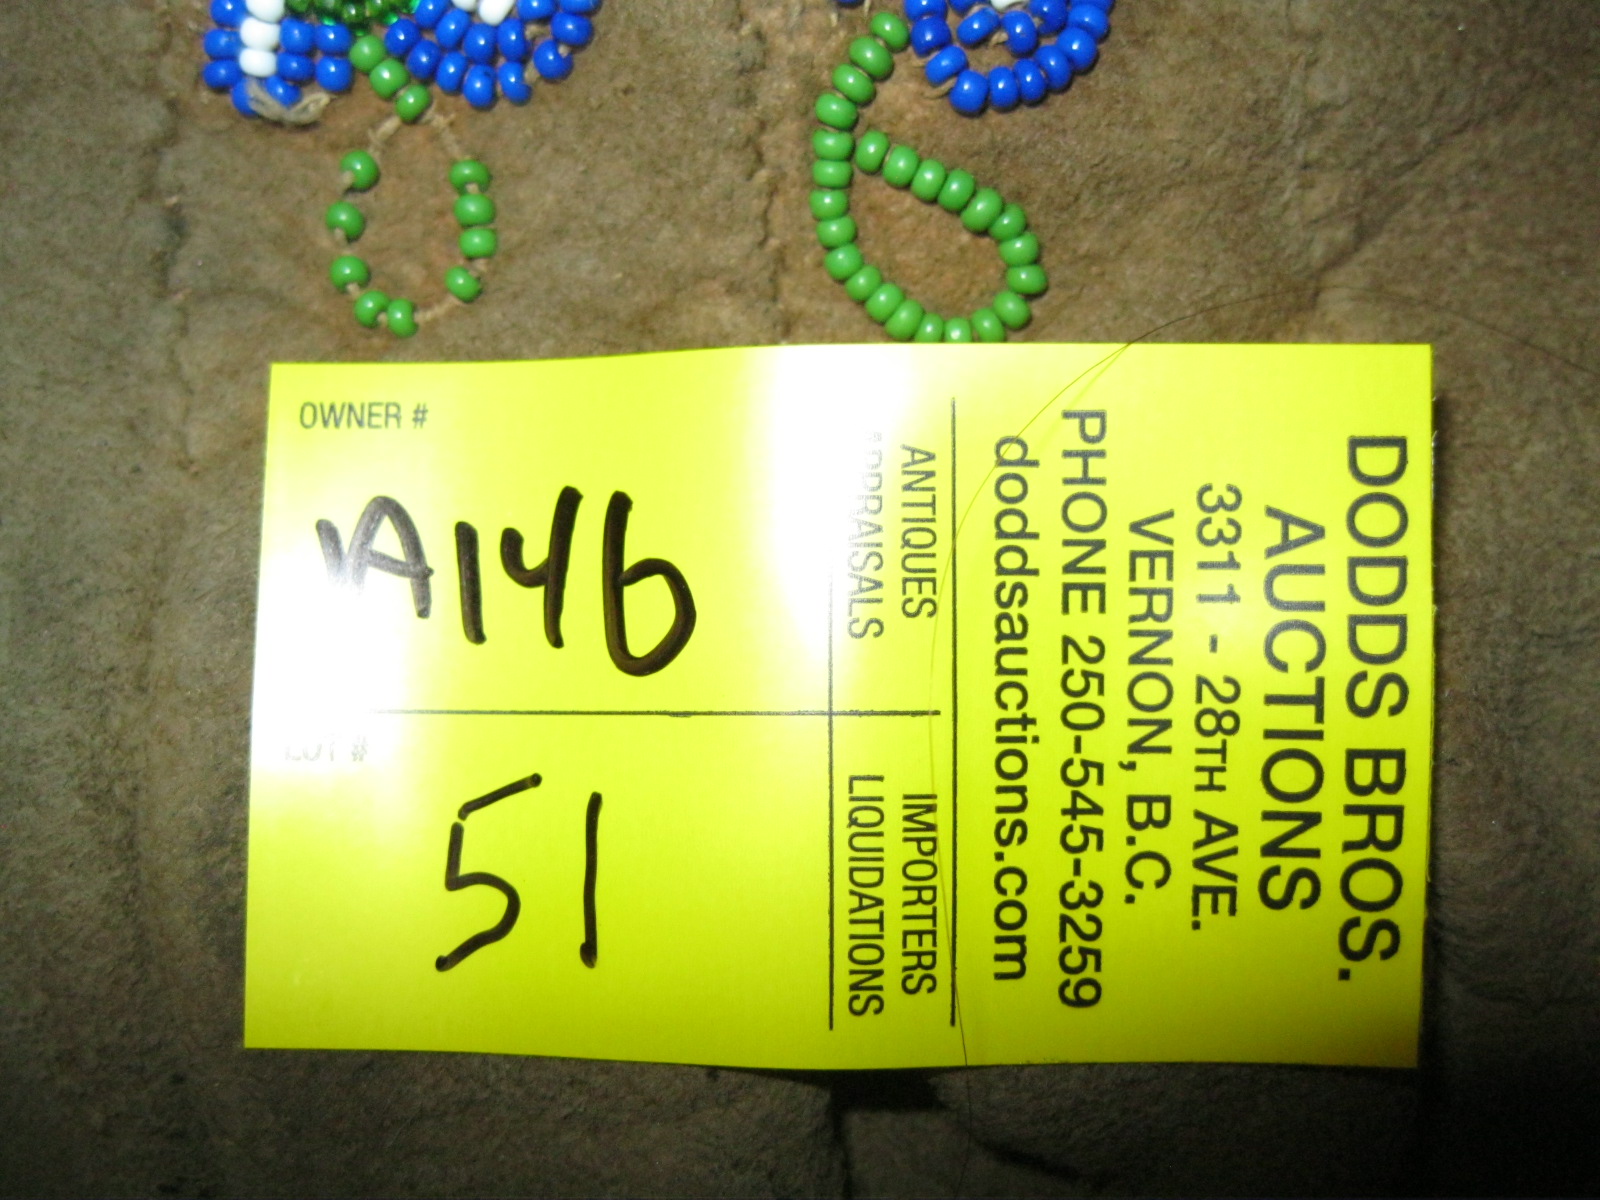 DODDS BROS.
AUCTIONS
3311 - 28TH AVE.
VERNON, B.C.
PHONE 250-545-3259
doddsauctions.com
ANTIQUES IMPORTERS
APPRAISALS LIQUIDATIONS
OWNER #
A146
LOT #
51